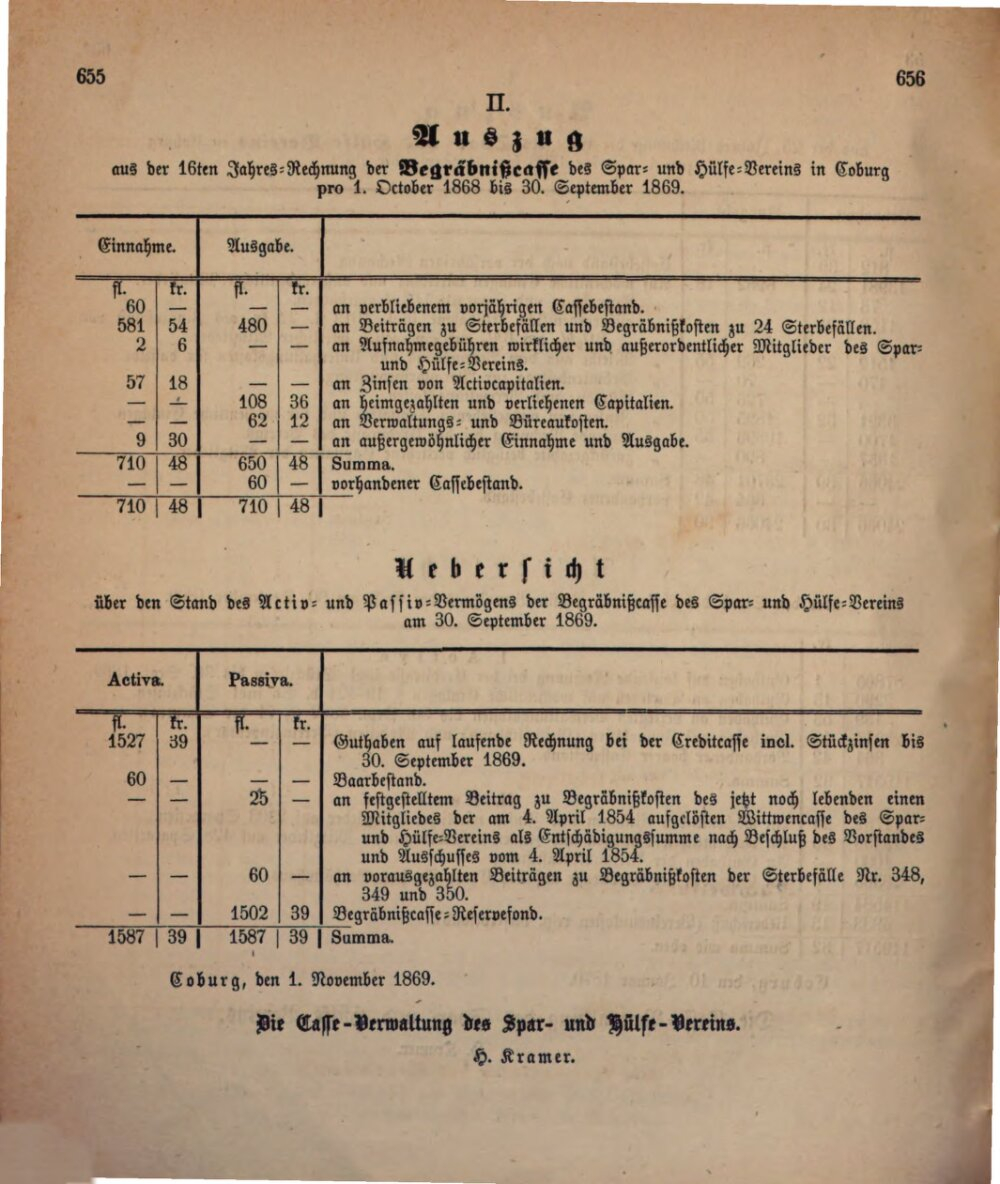 655 656
II.
Auszug
aus der 16ten Jahres-Rechnung der Begräbnißcasse des Spar- und Hülfe-Vereins in Coburg
pro 1. October 1868 bis 30. September 1869.
Einnahme. Ausgabe.
fl. kr. fl. kr.
60 — — — an verbliebenem vorjährigen Cassebestand.
581 54 480 — an Beiträgen zu Sterbefällen und Begräbnißkosten zu 24 Sterbefällen.
2 6 — — an Aufnahmegebühren wirklicher und außerordentlicher Mitglieder des Spar-
und Hülfe-Vereins.
57 18 — — an Zinsen von Activcapitalien.
— — 108 36 an heimgezahlten und verliehenen Capitalien.
— — 62 12 an Verwaltungs- und Büreaukosten.
9 30 — — an außergewöhnlicher Einnahme und Ausgabe.
710 48 650 48 Summa.
— — 60 — vorhandener Cassebestand.
710 48 710 48
Uebersicht
über den Stand des Activ- und Passiv-Vermögens der Begräbnißcasse des Spar- und Hülfe-Vereins
am 30. September 1869.
Activa. Passiva.
fl. kr. fl. kr.
1527 39 — — Guthaben auf laufende Rechnung bei der Creditcasse incl. Stückzinsen bis
30. September 1869.
60 — — — Baarbestand.
— — 25 — an festgestelltem Beitrag zu Begräbnißkosten des jetzt noch lebenden einen
Mitgliedes der am 4. April 1854 aufgelösten Wittwencasse des Spar-
und Hülfe-Vereins als Entschädigungssumme nach Beschluß des Vorstandes
und Ausschusses vom 4. April 1854.
— — 60 — an vorausgezahlten Beiträgen zu Begräbnißkosten der Sterbefälle Nr. 348,
349 und 350.
— — 1502 39 Begräbnißcasse-Reservefond.
1587 39 1587 39 Summa.
Coburg, den 1. November 1869.
Die Casse-Verwaltung des Spar- und Hülfe-Vereins.
H. Kramer.